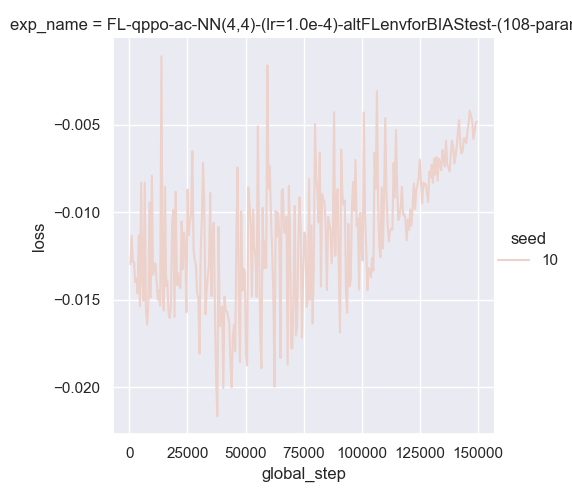 exp_name = FL-qppo-ac-NN(4,4)-(lr=1.0e-4)-altFLenvforBIAStest-(108-param
−0.005
−0.010
−0.015
−0.020
loss
0 25000 50000 75000 100000 125000 150000
global_step
seed
10